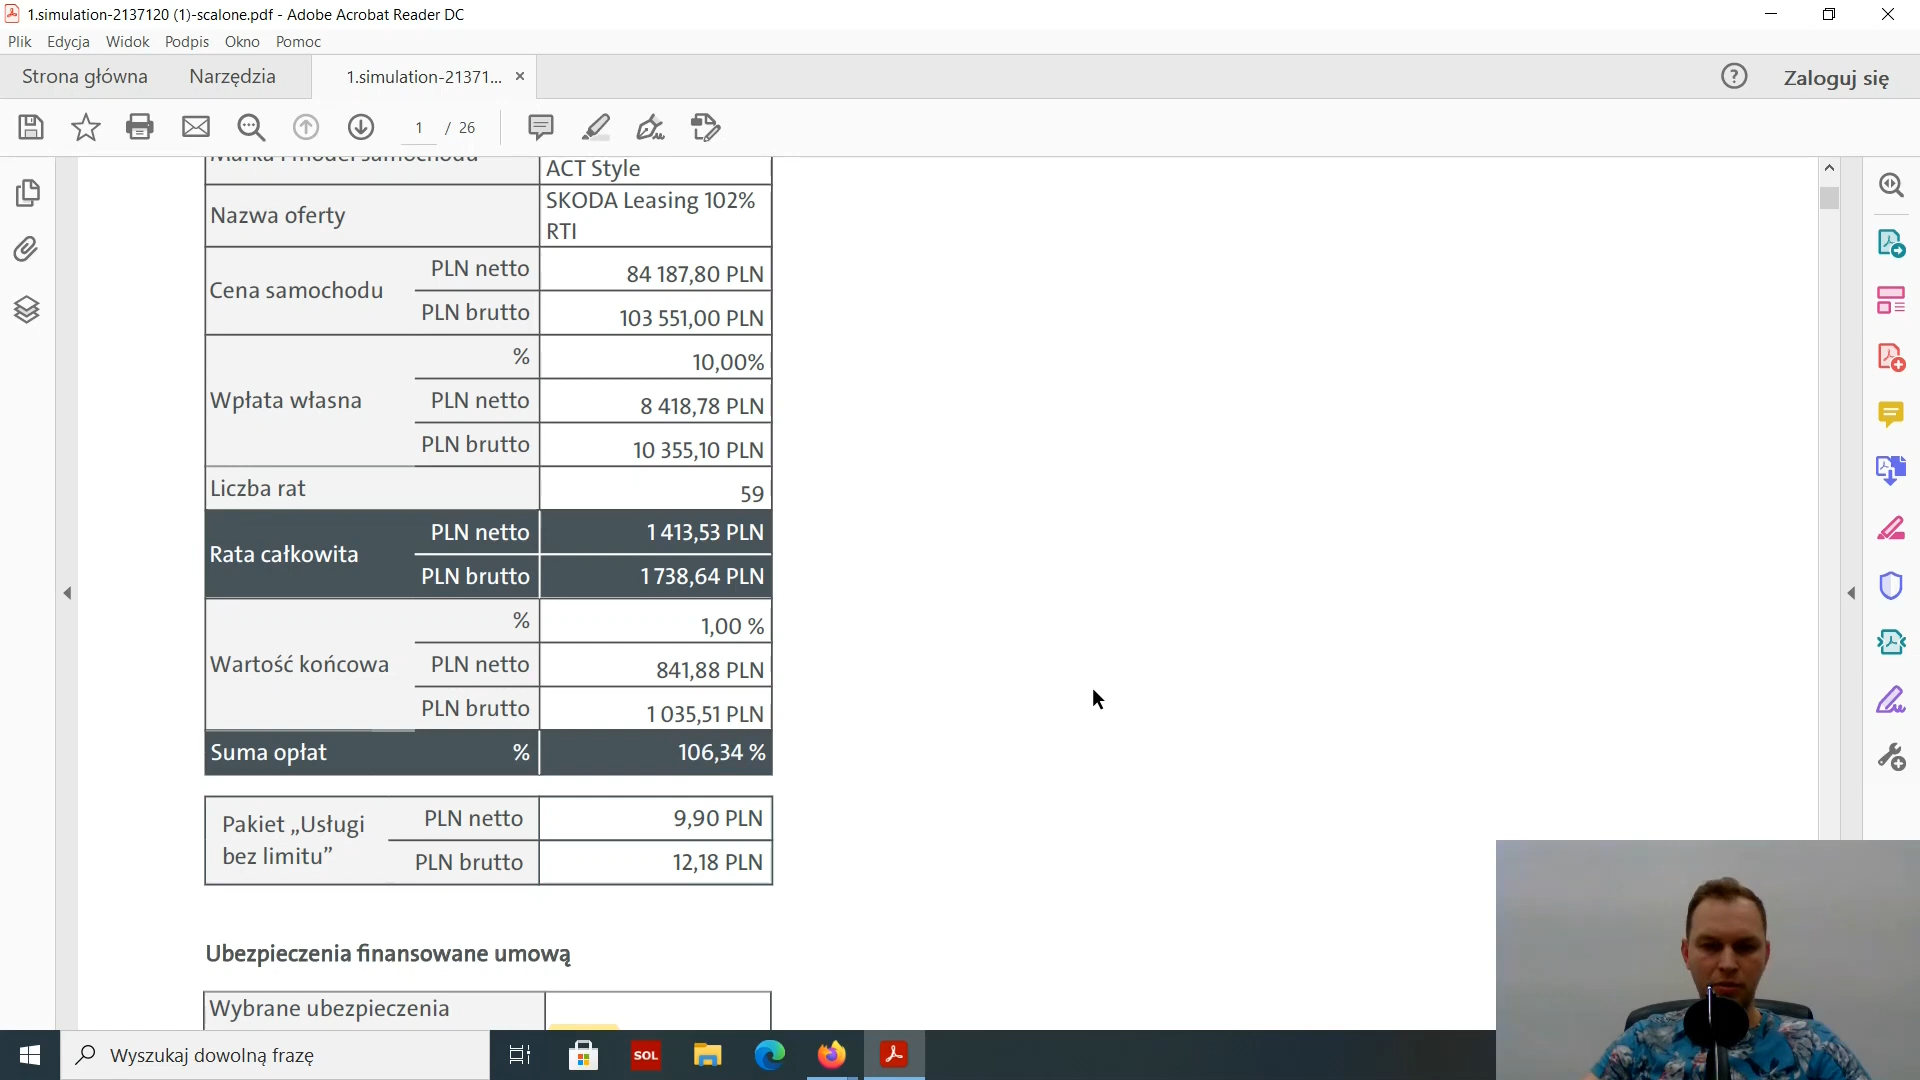 1.simulation-2137120 (1)-scalone.pdf - Adobe Acrobat Reader DC
Plik Edycja Widok Podpis Okno Pomoc
Strona główna Narzędzia 1.simulation-21371... × Zaloguj się
1 / 26
Marka i model samochodu
ACT Style
Nazwa oferty
SKODA Leasing 102%
RTI
Cena samochodu
PLN netto 84 187,80 PLN
PLN brutto 103 551,00 PLN
Wpłata własna
% 10,00%
PLN netto 8 418,78 PLN
PLN brutto 10 355,10 PLN
Liczba rat 59
Rata całkowita
PLN netto 1 413,53 PLN
PLN brutto 1 738,64 PLN
Wartość końcowa
% 1,00 %
PLN netto 841,88 PLN
PLN brutto 1 035,51 PLN
Suma opłat % 106,34 %
Pakiet „Usługi
bez limitu”
PLN netto 9,90 PLN
PLN brutto 12,18 PLN
Ubezpieczenia finansowane umową
Wybrane ubezpieczenia
Wyszukaj dowolną frazę
SOL